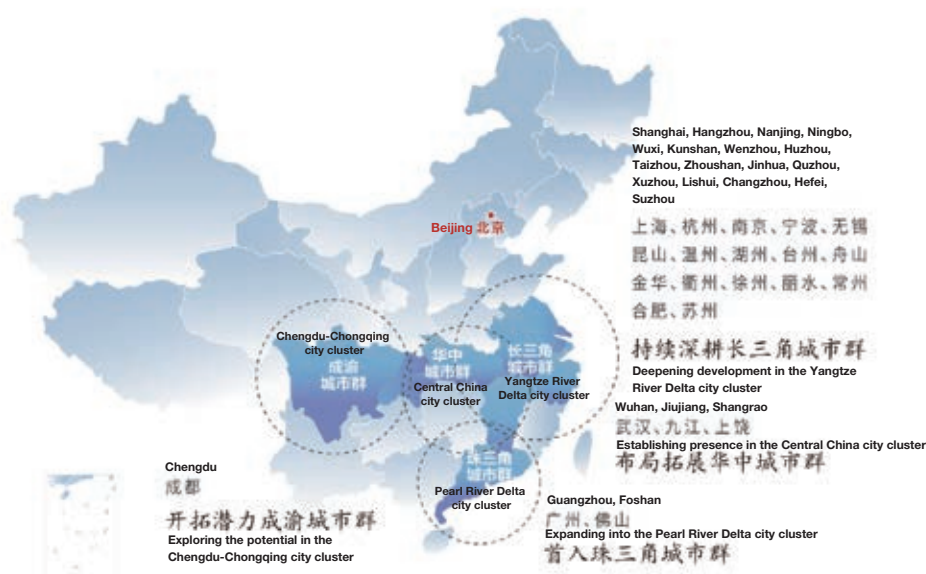 Shanghai, Hangzhou, Nanjing, Ningbo,
Wuxi, Kunshan, Wenzhou, Huzhou,
Taizhou, Zhoushan, Jinhua, Quzhou,
Xuzhou, Lishui, Changzhou, Hefei,
Suzhou
上海、杭州、南京、宁波、无锡
昆山、温州、湖州、台州、舟山
金华、衢州、徐州、丽水、常州
合肥、苏州
持续深耕长三角城市群
Deepening development in the Yangtze
River Delta city cluster
Beijing 北京
Chengdu-Chongqing
city cluster
成渝
城市群
华中
城市群
Central China
city cluster
长三角
城市群
Yangtze River
Delta city cluster
Wuhan, Jiujiang, Shangrao
武汉、九江、上饶
Establishing presence in the Central China city cluster
布局拓展华中城市群
珠三角
城市群
Pearl River Delta
city cluster
Chengdu
成都
开拓潜力成渝城市群
Exploring the potential in the
Chengdu-Chongqing city cluster
Guangzhou, Foshan
广州、佛山
Expanding into the Pearl River Delta city cluster
首入珠三角城市群